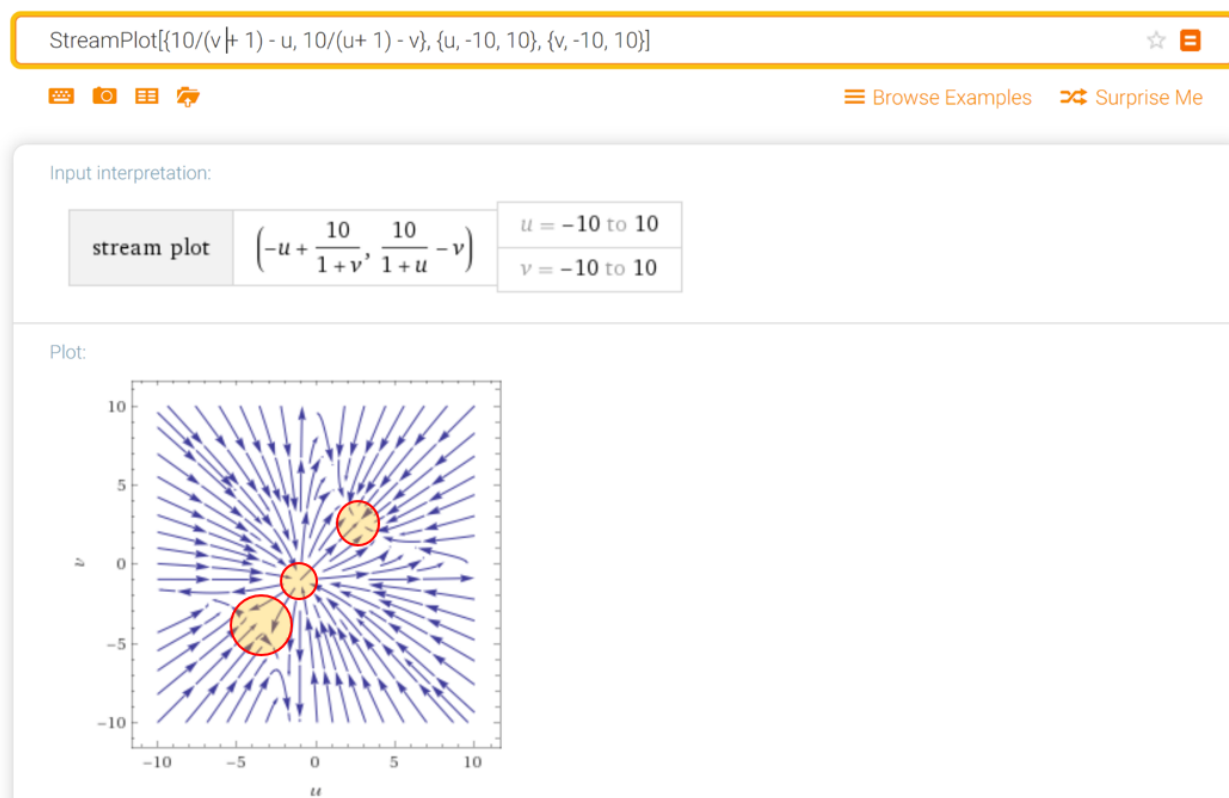 StreamPlot[{10/(v + 1) - u, 10/(u+ 1) - v}, {u, -10, 10}, {v, -10, 10}]
Browse Examples Surprise Me
Input interpretation:
stream plot (-u + 10/(1 + v), 10/(1 + u) - v) u = -10 to 10
v = -10 to 10
Plot:
10
5
0
v
-5
-10
-10 -5 0 5 10
u